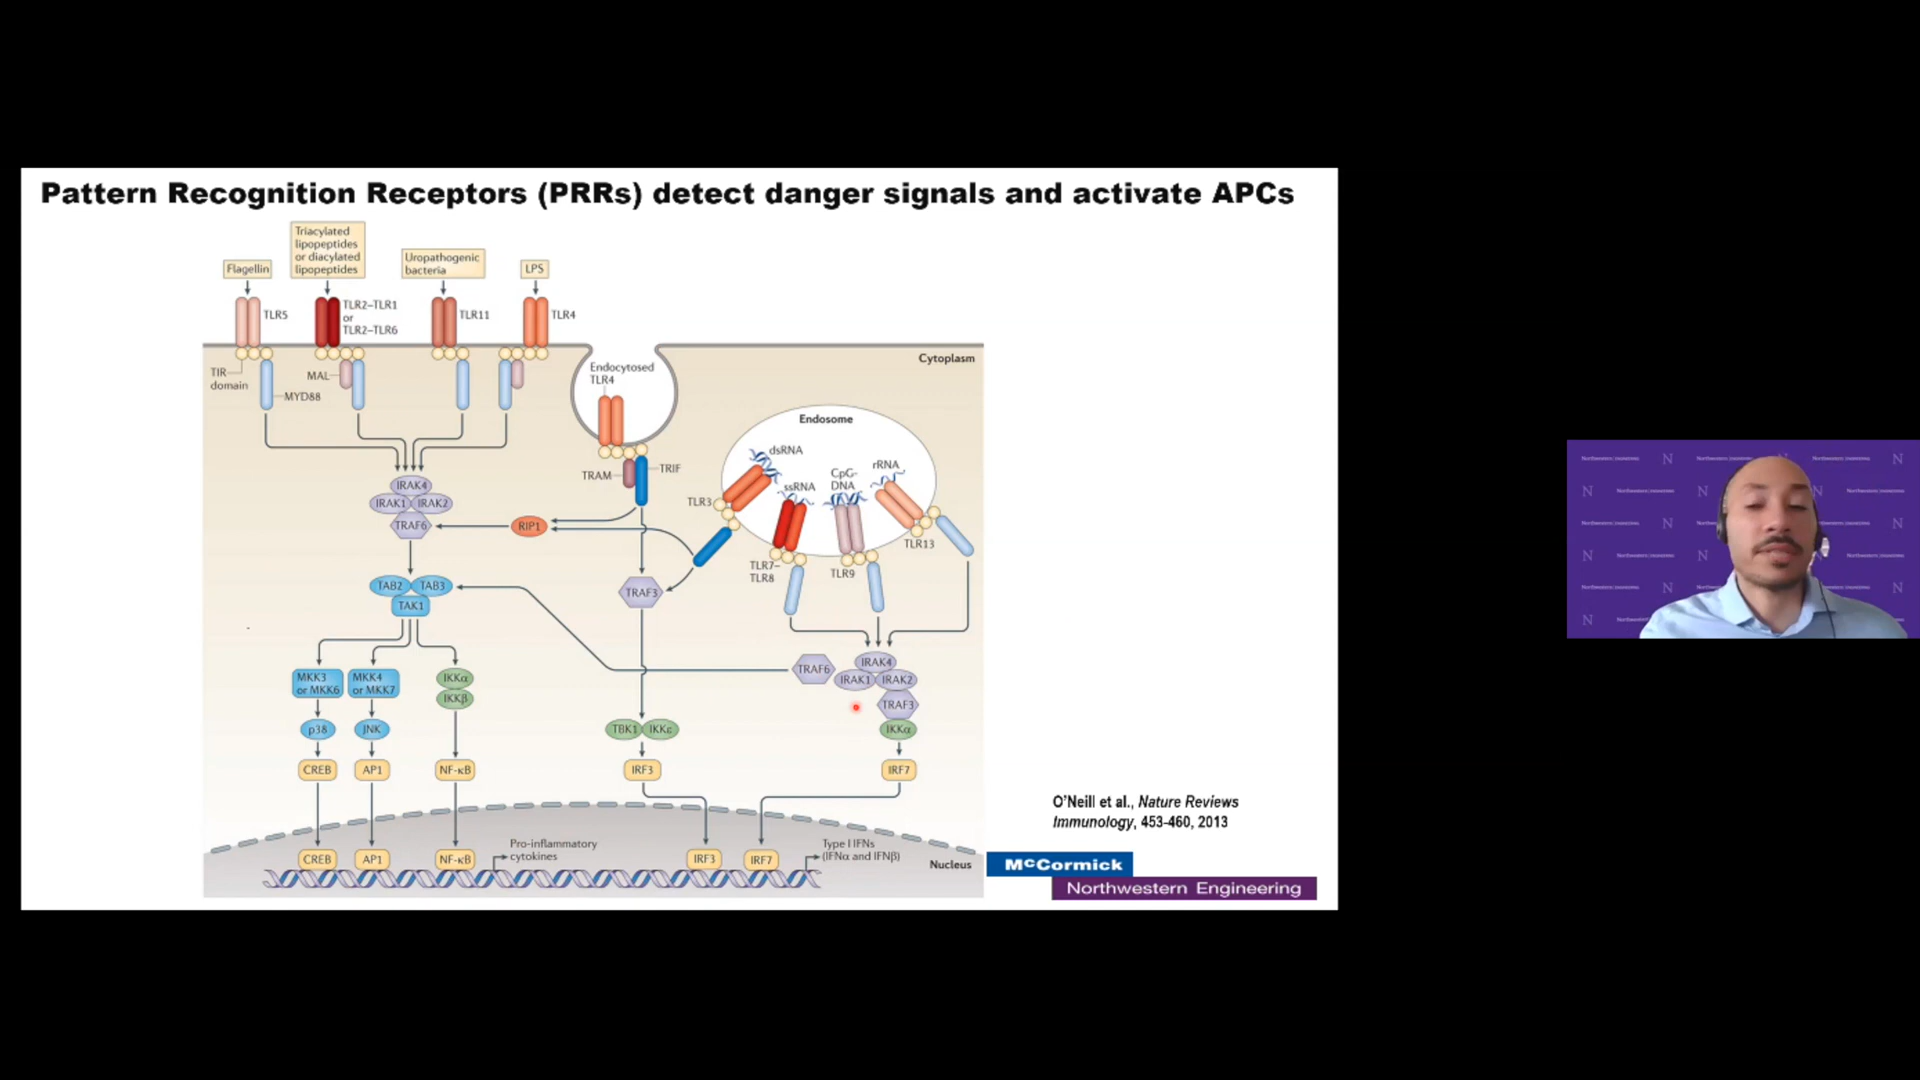 Pattern Recognition Receptors (PRRs) detect danger signals and activate APCs
Triacylated
lipopeptides
or diacylated
lipopeptides
Flagellin
Uropathogenic
bacteria
LPS
TLR5
TLR2–TLR1
or
TLR2–TLR6
TLR11
TLR4
Cytoplasm
TIR
domain
MAL
MYD88
Endocytosed
TLR4
Endosome
TRAM
TRIF
dsRNA
ssRNA
CpG-
DNA
rRNA
TLR3
TLR7–
TLR8
TLR9
TLR13
IRAK4
IRAK1
IRAK2
TRAF6
RIP1
TAB2
TAB3
TAK1
TRAF3
TRAF6
IRAK4
IRAK1
IRAK2
TRAF3
IKKα
MKK3
or MKK6
MKK4
or MKK7
IKKα
IKKβ
p38
JNK
TBK1
IKKε
CREB
AP1
NF-κB
IRF3
IRF7
CREB
AP1
NF-κB
Pro-inflammatory
cytokines
IRF3
IRF7
Type I IFNs
(IFNα and IFNβ)
Nucleus
O'Neill et al., Nature Reviews
Immunology, 453-460, 2013
McCormick
Northwestern Engineering